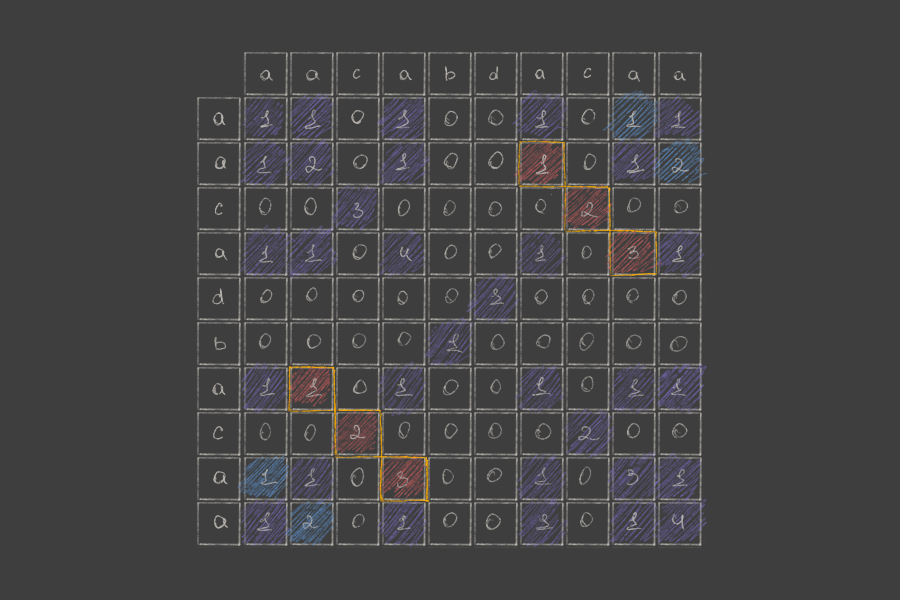 a a c a b d a c a a
a 1 1 0 1 0 0 1 0 1 1
a 1 2 0 1 0 0 1 0 1 2
c 0 0 3 0 0 0 0 2 0 0
a 1 1 0 4 0 0 1 0 3 1
d 0 0 0 0 0 1 0 0 0 0
b 0 0 0 0 1 0 0 0 0 0
a 1 1 0 1 0 0 1 0 1 1
c 0 0 2 0 0 0 0 2 0 0
a 1 1 0 3 0 0 1 0 3 1
a 1 2 0 1 0 0 1 0 1 4